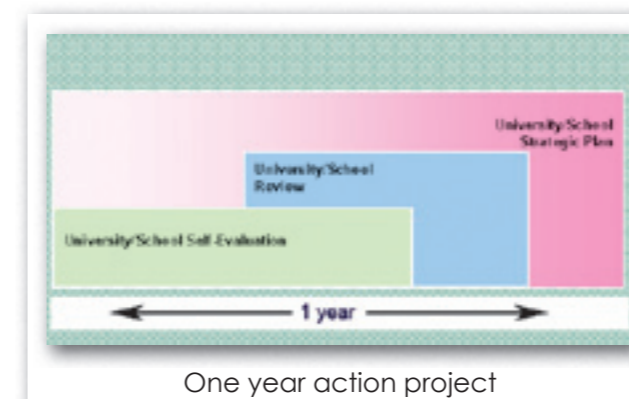 University/School
Strategic Plan
University/School
Review
University/School Self-Evaluation
1 year
One year action project